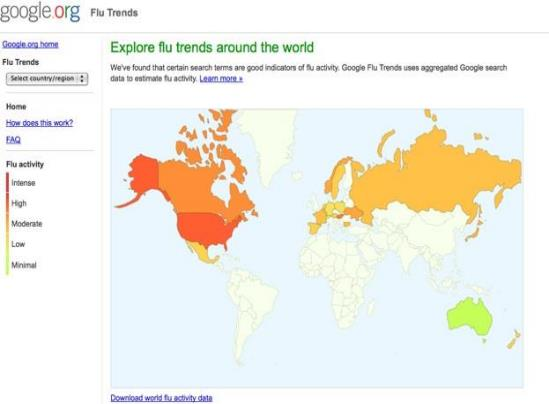 google.org Flu Trends
Google.org home
Flu Trends
Select country/region
Home
How does this work?
FAQ
Flu activity
Intense
High
Moderate
Low
Minimal
Explore flu trends around the world
We've found that certain search terms are good indicators of flu activity. Google Flu Trends uses aggregated Google search
data to estimate flu activity. Learn more »
Download world flu activity data